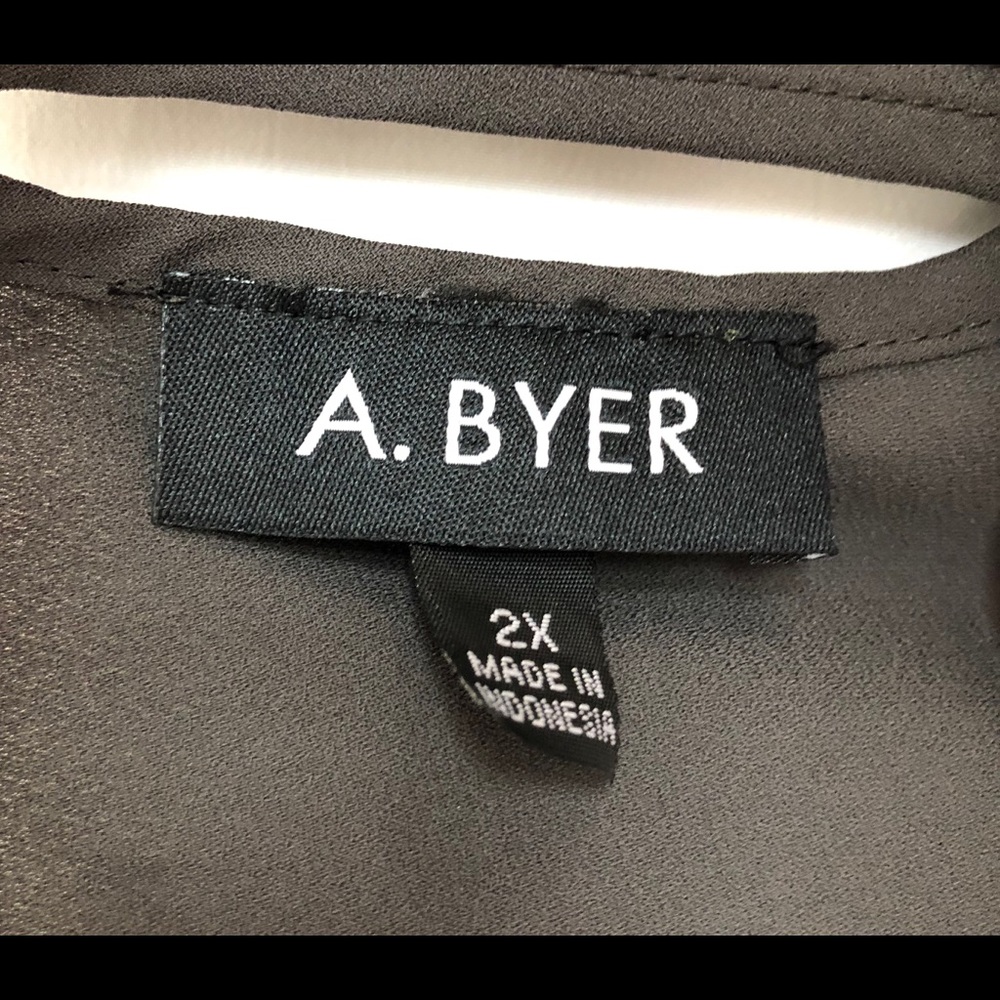 A. BYER
2X
MADE IN
INDONESIA